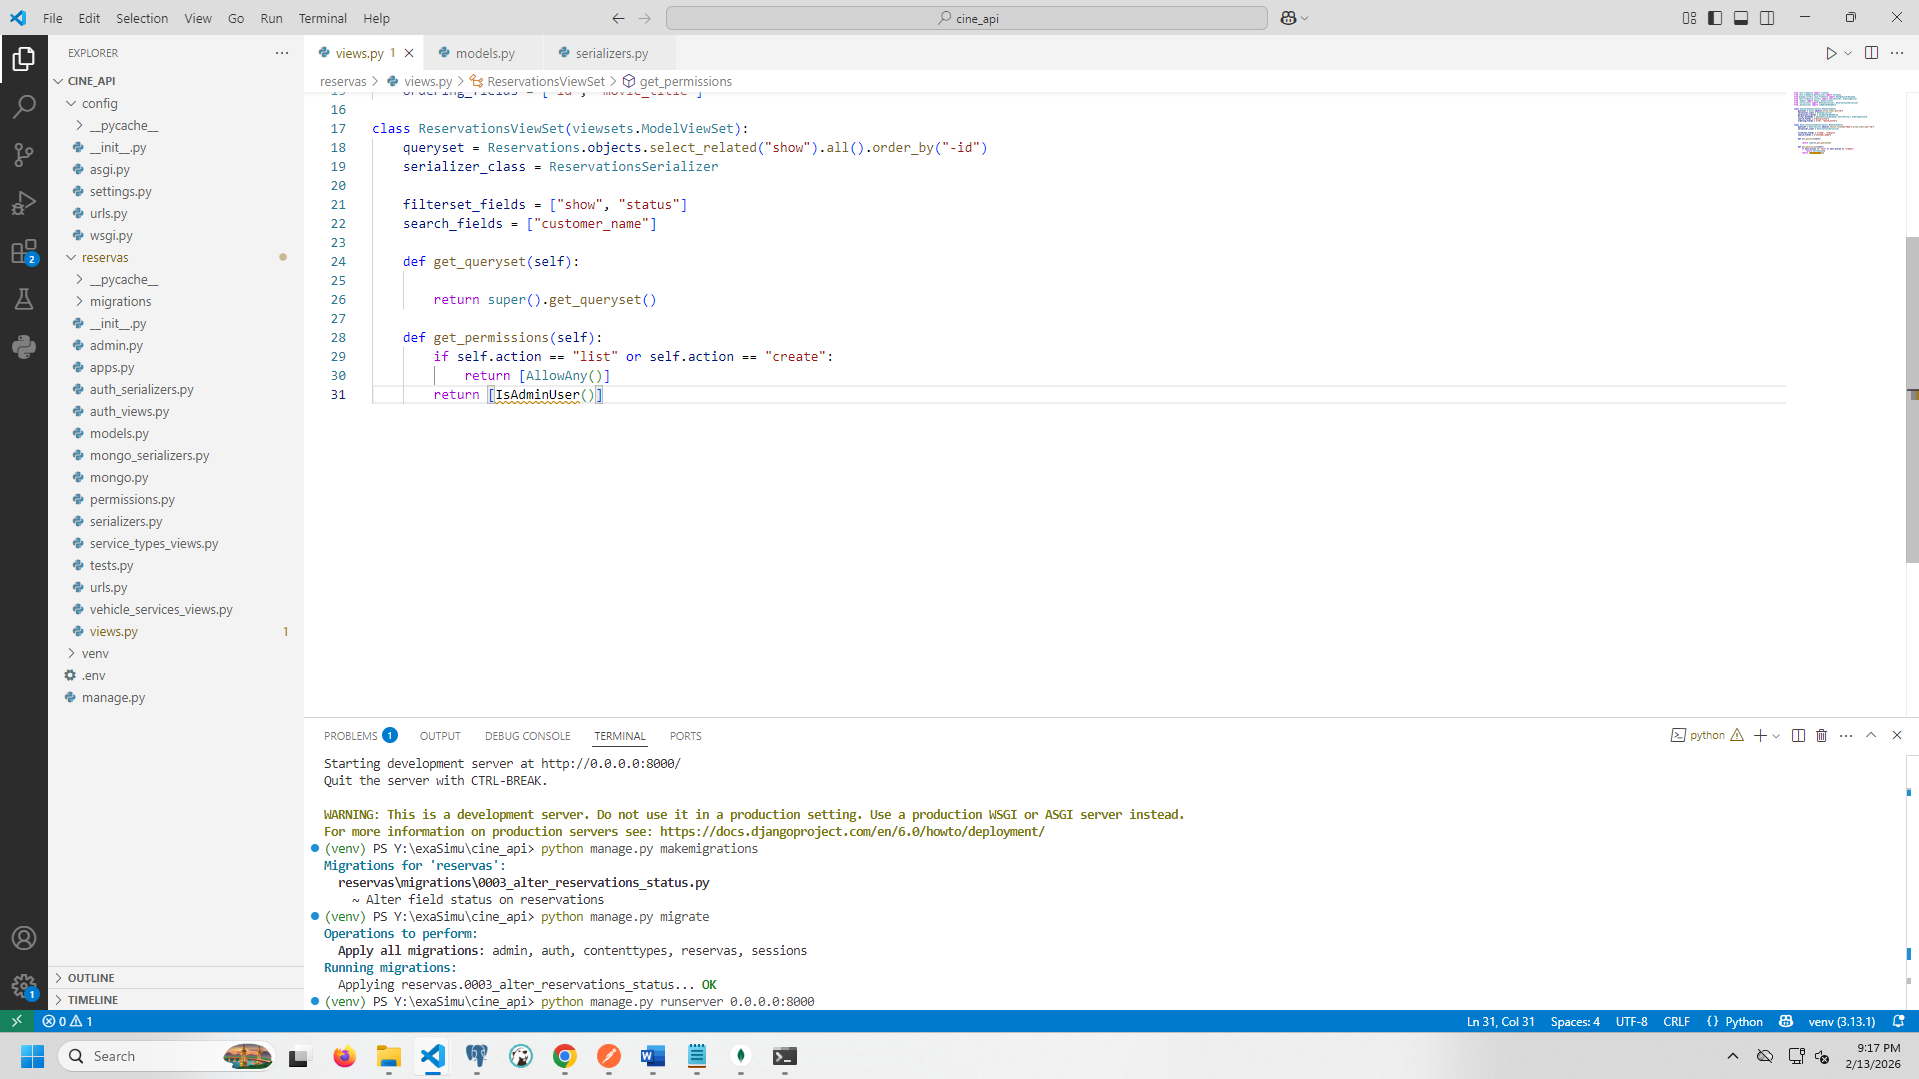 File Edit Selection View Go Run Terminal Help
cine_api
EXPLORER
CINE_API
config
__pycache__
__init__.py
asgi.py
settings.py
urls.py
wsgi.py
reservas
__pycache__
migrations
__init__.py
admin.py
apps.py
auth_serializers.py
auth_views.py
models.py
mongo_serializers.py
mongo.py
permissions.py
serializers.py
service_types_views.py
tests.py
urls.py
vehicle_services_views.py
views.py 1
venv
.env
manage.py
OUTLINE
TIMELINE
2
1
views.py 1
models.py
serializers.py
reservas > views.py > ReservationsViewSet > get_permissions
15 ordering_fields = ["id", "movie_title"]
16
17 class ReservationsViewSet(viewsets.ModelViewSet):
18 queryset = Reservations.objects.select_related("show").all().order_by("-id")
19 serializer_class = ReservationsSerializer
20
21 filterset_fields = ["show", "status"]
22 search_fields = ["customer_name"]
23
24 def get_queryset(self):
25
26 return super().get_queryset()
27
28 def get_permissions(self):
29 if self.action == "list" or self.action == "create":
30 return [AllowAny()]
31 return [IsAdminUser()]
PROBLEMS 1 OUTPUT DEBUG CONSOLE TERMINAL PORTS
python
Starting development server at http://0.0.0.0:8000/
Quit the server with CTRL-BREAK.
WARNING: This is a development server. Do not use it in a production setting. Use a production WSGI or ASGI server instead.
For more information on production servers see: https://docs.djangoproject.com/en/6.0/howto/deployment/
(venv) PS Y:\exaSimu\cine_api> python manage.py makemigrations
Migrations for 'reservas':
reservas\migrations\0003_alter_reservations_status.py
~ Alter field status on reservations
(venv) PS Y:\exaSimu\cine_api> python manage.py migrate
Operations to perform:
Apply all migrations: admin, auth, contenttypes, reservas, sessions
Running migrations:
Applying reservas.0003_alter_reservations_status... OK
(venv) PS Y:\exaSimu\cine_api> python manage.py runserver 0.0.0.0:8000
0 1
Ln 31, Col 31 Spaces: 4 UTF-8 CRLF {} Python venv (3.13.1)
Search
9:17 PM
2/13/2026